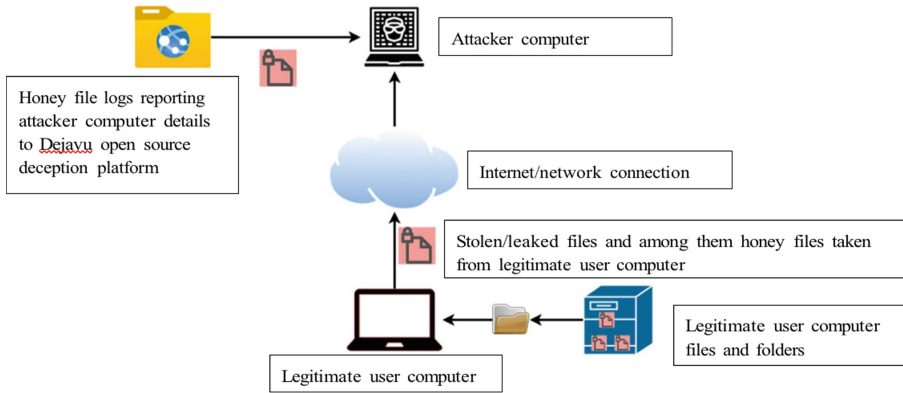 Attacker computer
Honey file logs reporting
attacker computer details
to Dejavu open source
deception platform
Internet/network connection
Stolen/leaked files and among them honey files taken
from legitimate user computer
Legitimate user computer
files and folders
Legitimate user computer